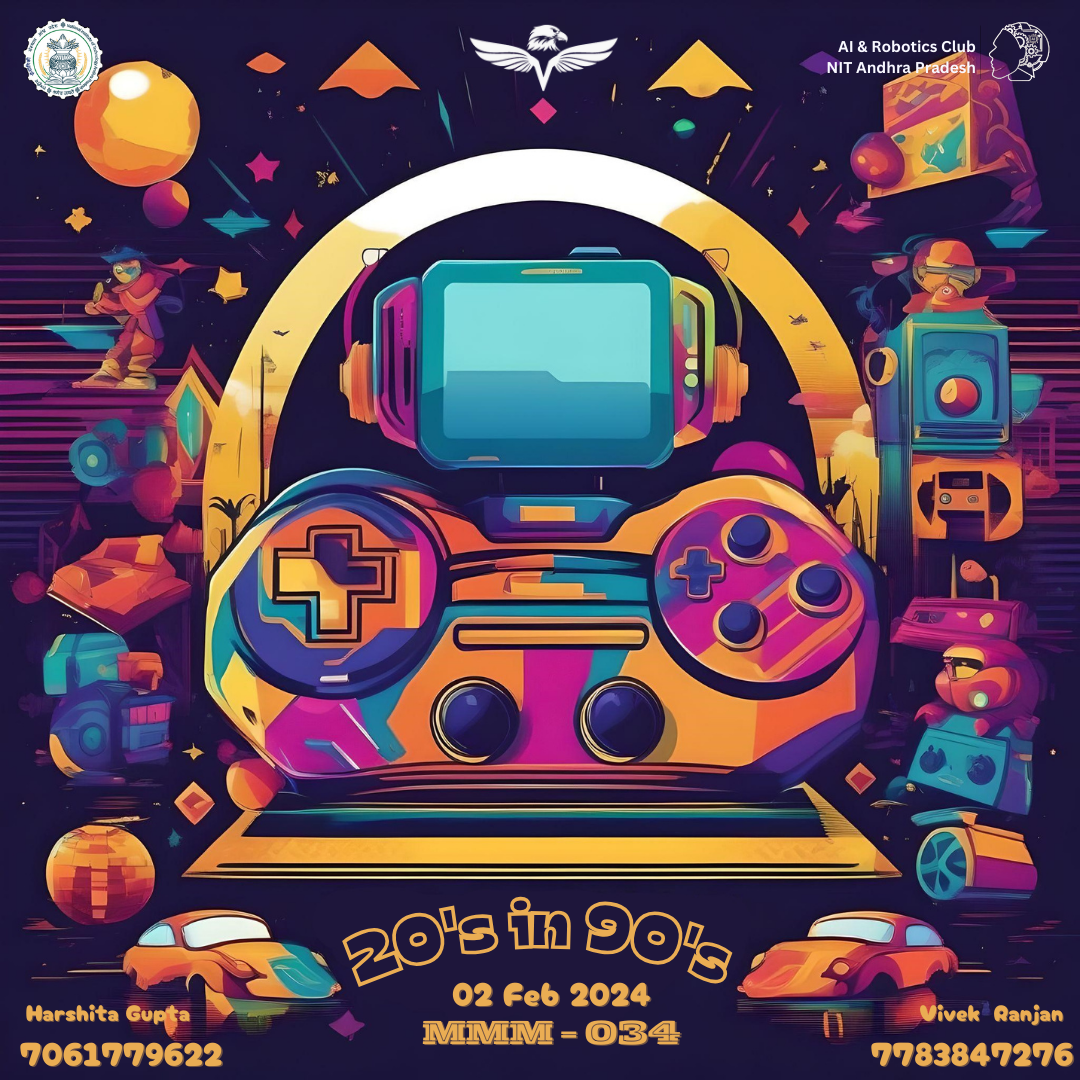 AI & Robotics Club
NIT Andhra Pradesh
20's in 90's
02 Feb 2024
MMM - 034
Harshita Gupta
7061779622
Vivek Ranjan
7783847276